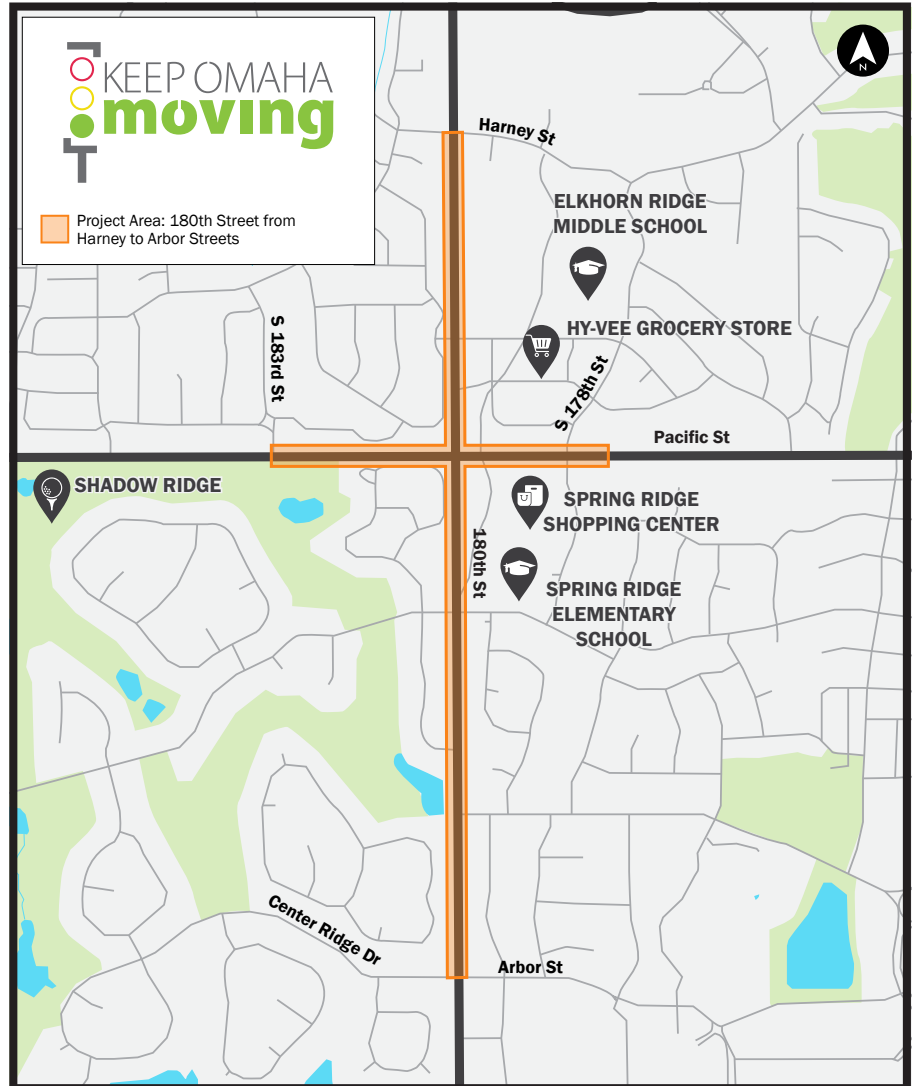 KEEP OMAHA
moving
Project Area: 180th Street from
Harney to Arbor Streets
N
Harney St
ELKHORN RIDGE
MIDDLE SCHOOL
HY-VEE GROCERY STORE
S 183rd St
S 178th St
Pacific St
SHADOW RIDGE
SPRING RIDGE
SHOPPING CENTER
180th St
SPRING RIDGE
ELEMENTARY
SCHOOL
Center Ridge Dr
Arbor St